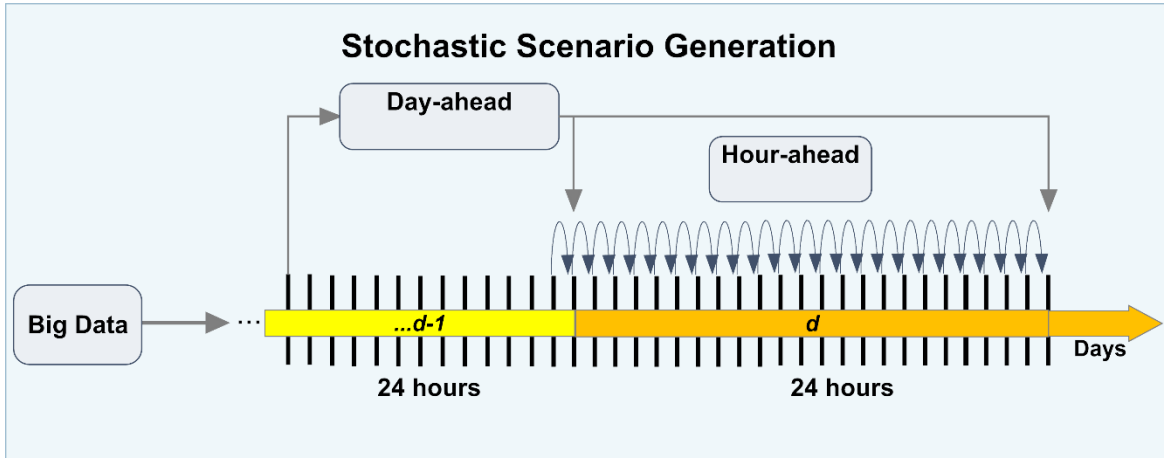 Stochastic Scenario Generation
Day-ahead
Hour-ahead
Big Data
...
...d-1
d
Days
24 hours
24 hours